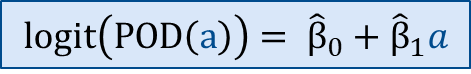 logit(POD(a)) = β̂₀ + β̂₁a